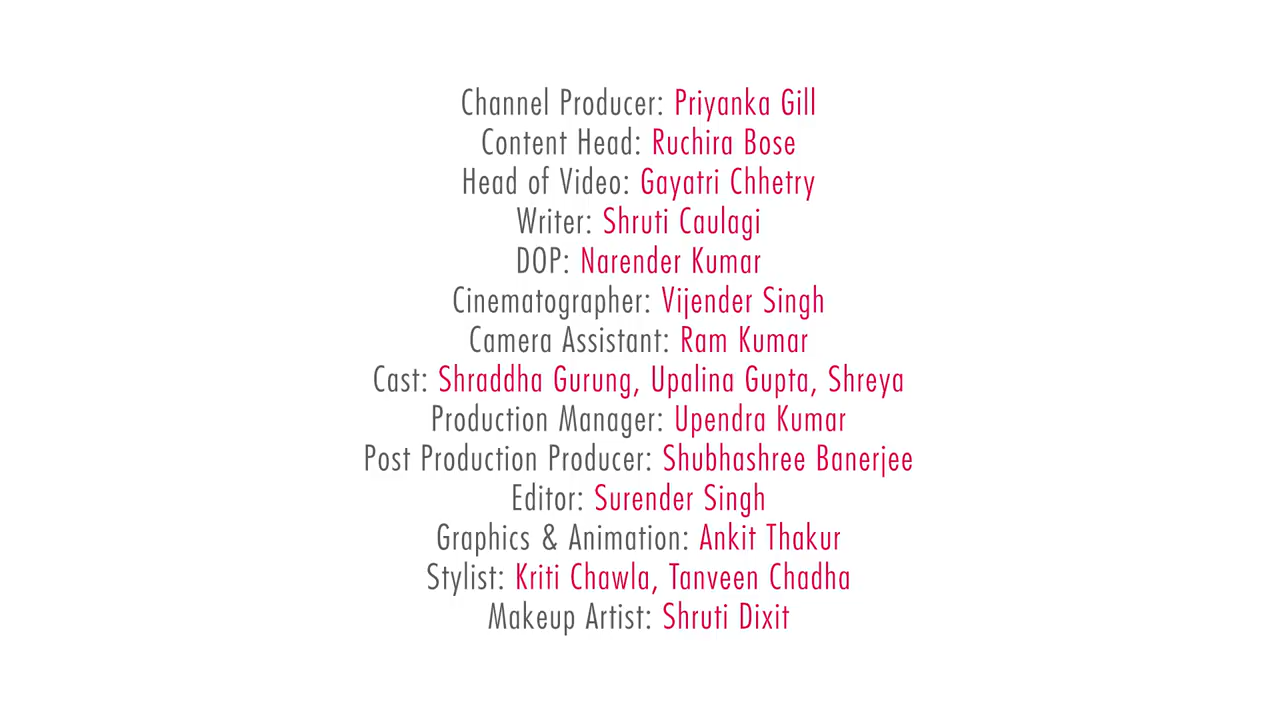 Channel Producer: Priyanka Gill
Content Head: Ruchira Bose
Head of Video: Gayatri Chhetry
Writer: Shruti Caulagi
DOP: Narender Kumar
Cinematographer: Vijender Singh
Camera Assistant: Ram Kumar
Cast: Shraddha Gurung, Upalina Gupta, Shreya
Production Manager: Upendra Kumar
Post Production Producer: Shubhashree Banerjee
Editor: Surender Singh
Graphics & Animation: Ankit Thakur
Stylist: Kriti Chawla, Tanveen Chadha
Makeup Artist: Shruti Dixit